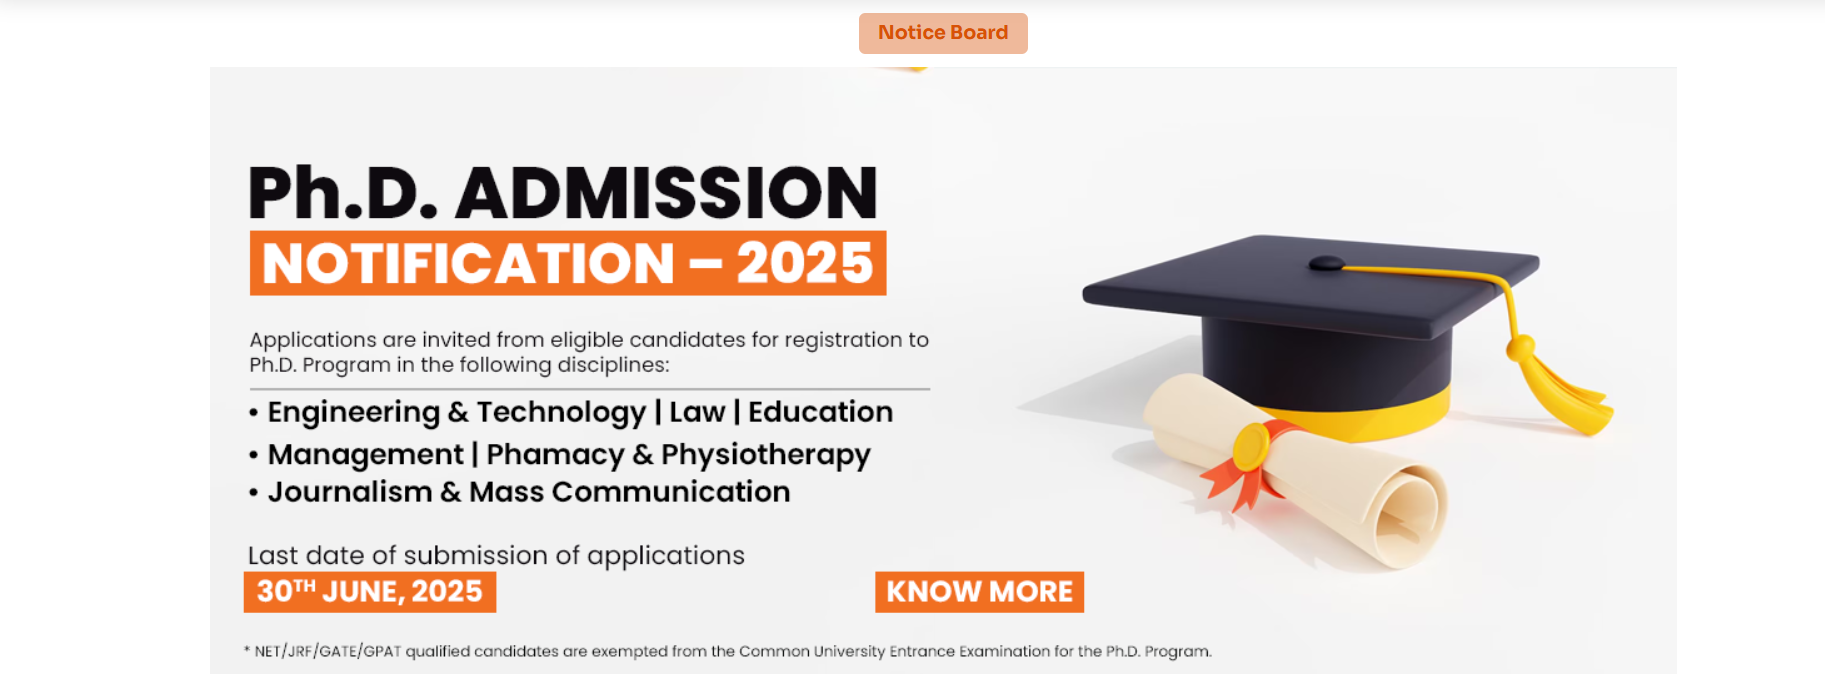 Notice Board
Ph.D. ADMISSION
NOTIFICATION – 2025
Applications are invited from eligible candidates for registration to
Ph.D. Program in the following disciplines:
• Engineering & Technology | Law | Education
• Management | Phamacy & Physiotherapy
• Journalism & Mass Communication
Last date of submission of applications
30TH JUNE, 2025
KNOW MORE
* NET/JRF/GATE/GPAT qualified candidates are exempted from the Common University Entrance Examination for the Ph.D. Program.